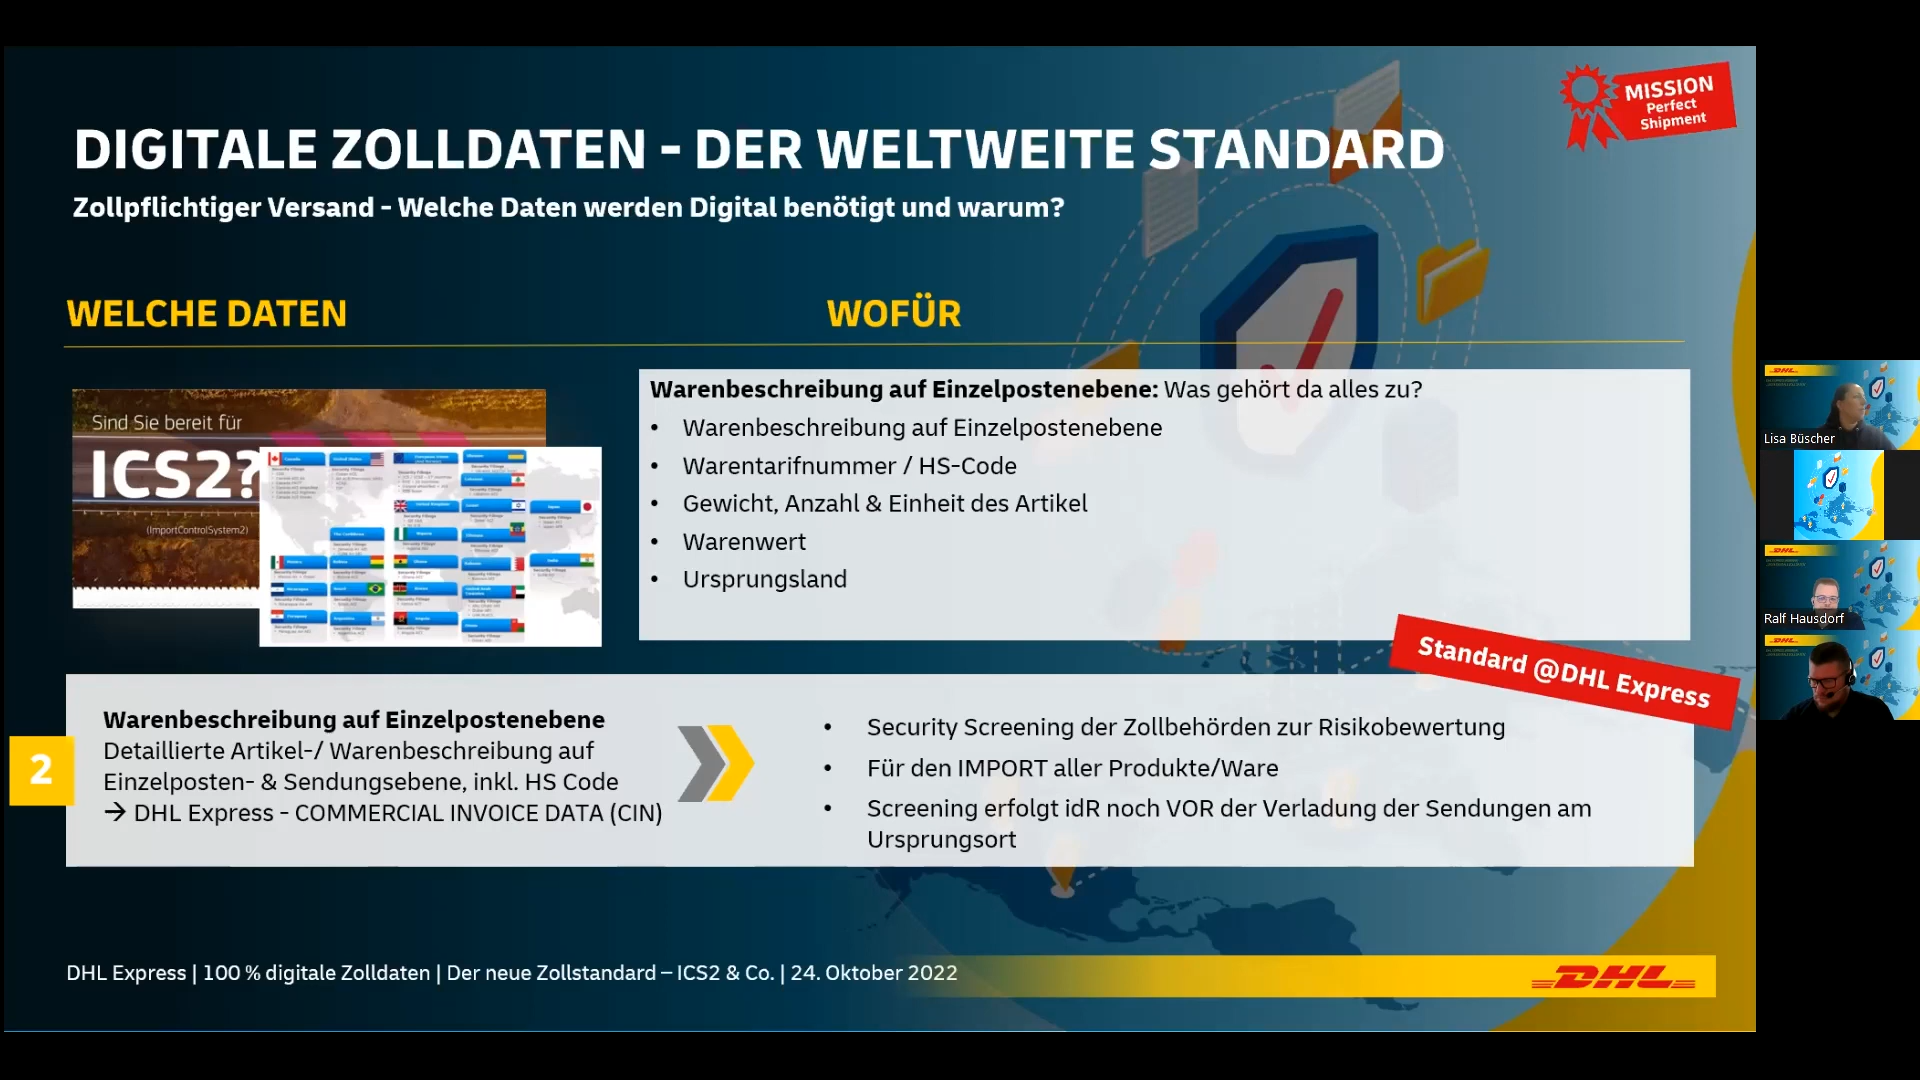 MISSION
Perfect
Shipment
DIGITALE ZOLLDATEN - DER WELTWEITE STANDARD
Zollpflichtiger Versand - Welche Daten werden Digital benötigt und warum?
WELCHE DATEN
WOFÜR
Sind Sie bereit für
ICS2?
(ImportControlSystem2)
Warenbeschreibung auf Einzelpostenebene: Was gehört da alles zu?
• Warenbeschreibung auf Einzelpostenebene
• Warentarifnummer / HS-Code
• Gewicht, Anzahl & Einheit des Artikel
• Warenwert
• Ursprungsland
Standard @DHL Express
2
Warenbeschreibung auf Einzelpostenebene
Detaillierte Artikel-/ Warenbeschreibung auf
Einzelposten- & Sendungsebene, inkl. HS Code
→ DHL Express - COMMERCIAL INVOICE DATA (CIN)
• Security Screening der Zollbehörden zur Risikobewertung
• Für den IMPORT aller Produkte/Ware
• Screening erfolgt idR noch VOR der Verladung der Sendungen am
Ursprungsort
DHL Express | 100 % digitale Zolldaten | Der neue Zollstandard – ICS2 & Co. | 24. Oktober 2022
DHL
DHL
Lisa Büscher
DHL
Ralf Hausdorf
DHL